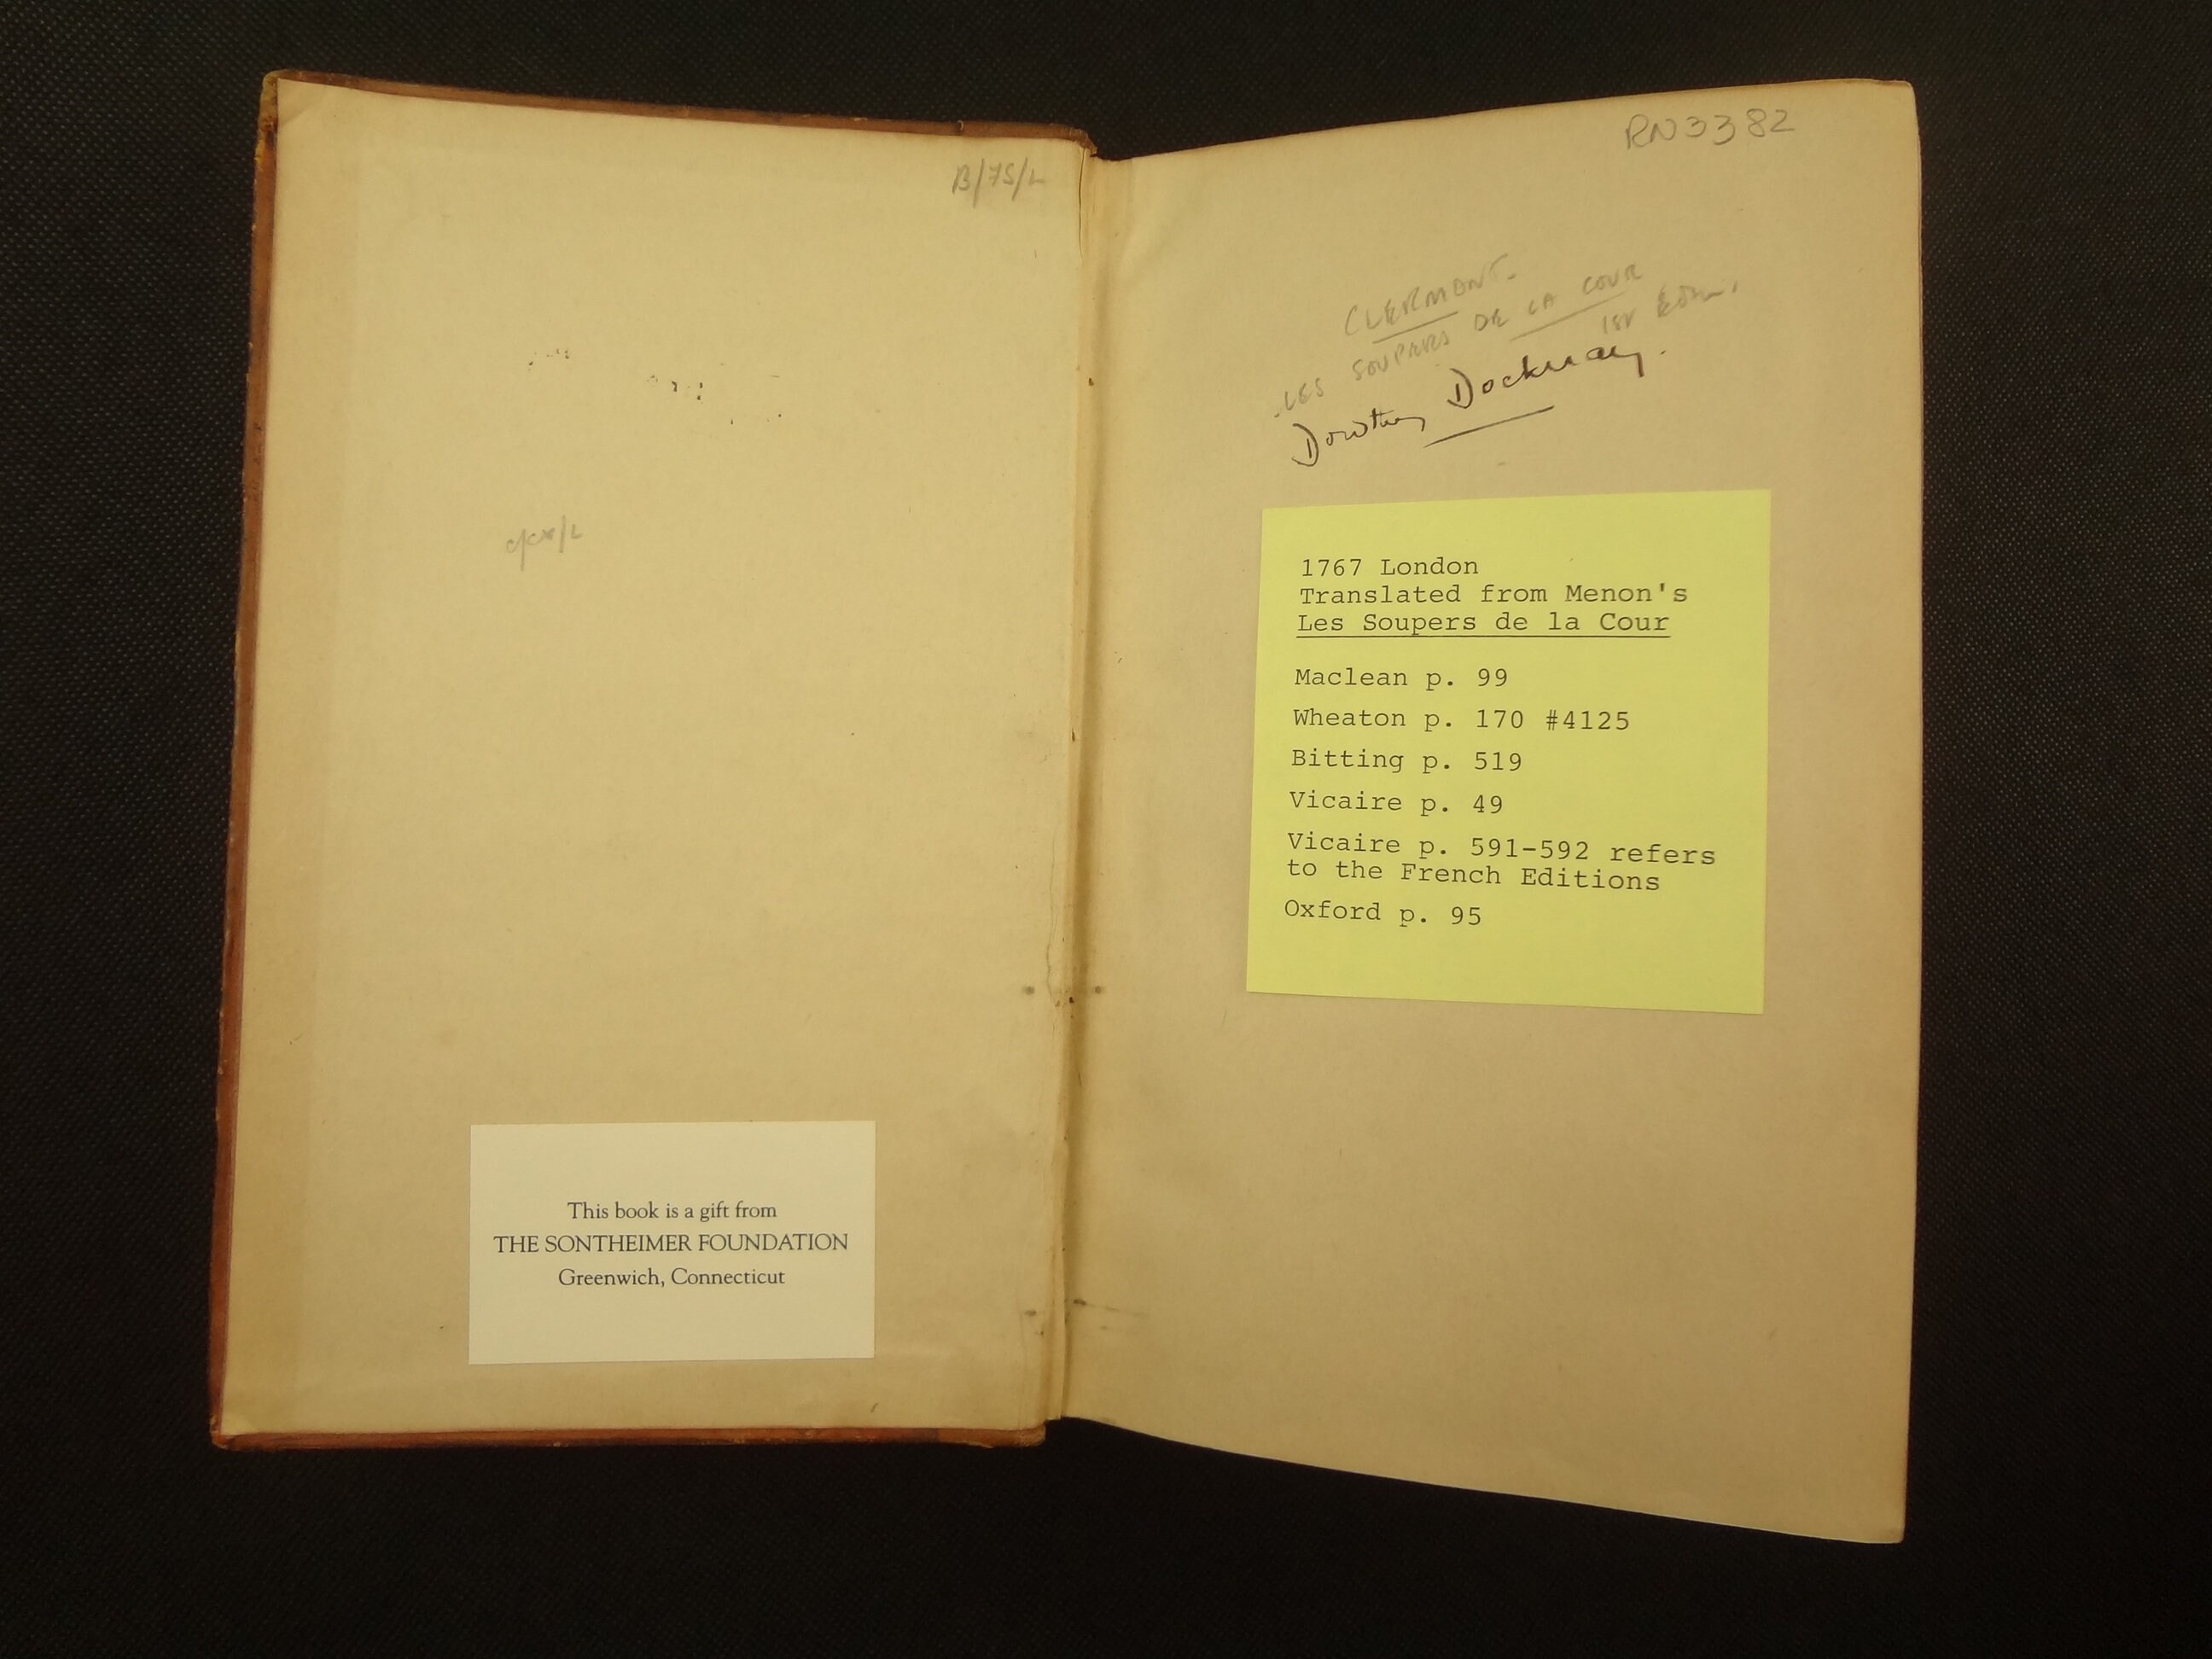 B/75/L
This book is a gift from
THE SONTHEIMER FOUNDATION
Greenwich, Connecticut
RN3382
CLERMONT.
LES SOUPERS DE LA COUR
1st Edn.
Dorothy
1767 London
Translated from Menon's
Les Soupers de la Cour
Maclean p. 99
Wheaton p. 170 #4125
Bitting p. 519
Vicaire p. 49
Vicaire p. 591-592 refers
to the French Editions
Oxford p. 95